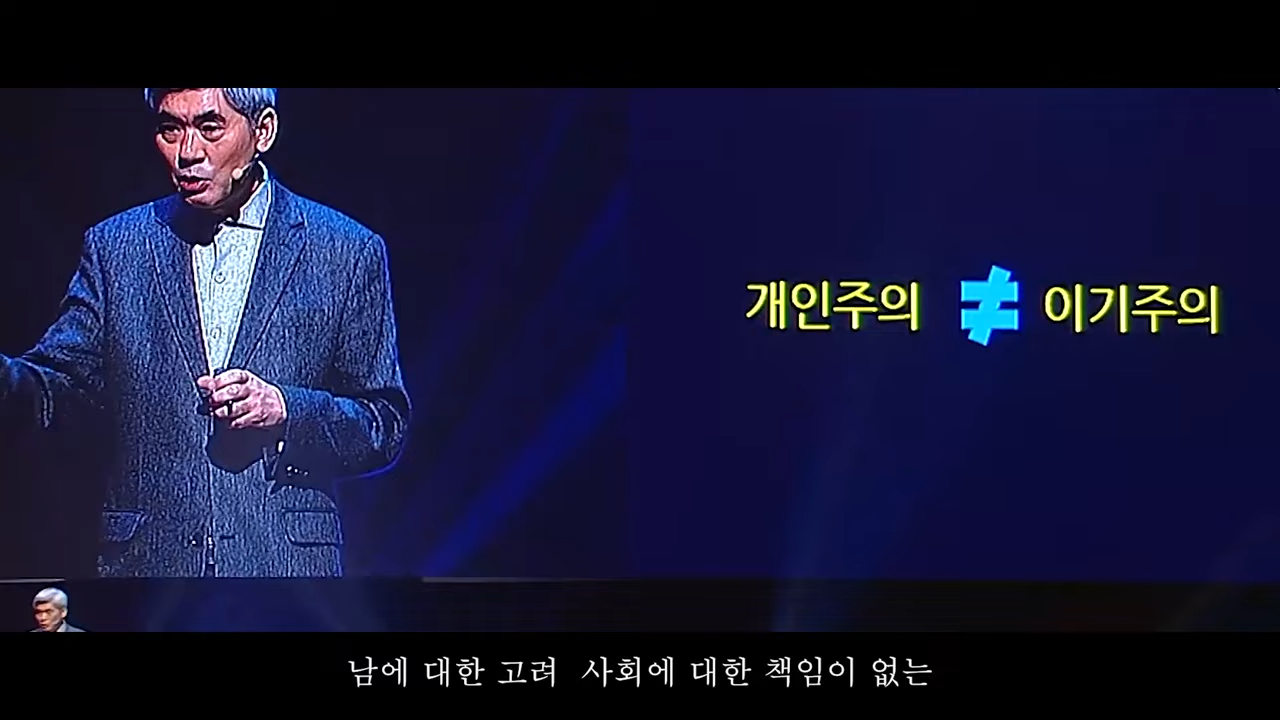 개인주의 ≠ 이기주의
남에 대한 고려 사회에 대한 책임이 없는